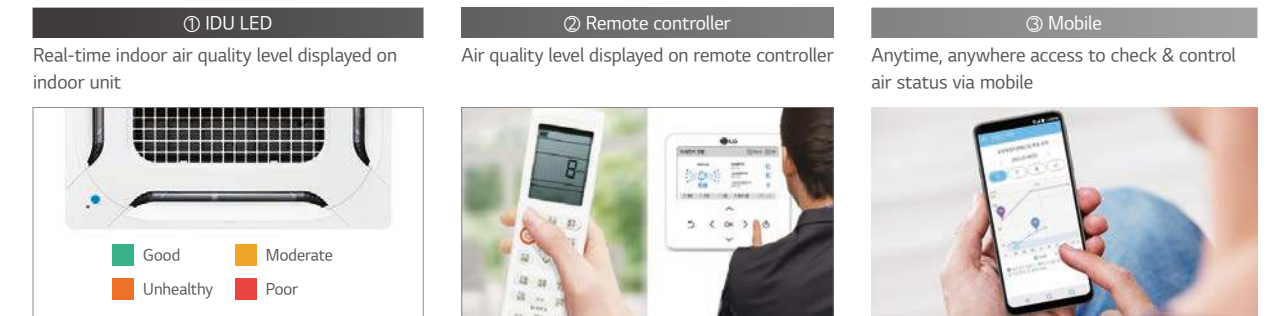 ① IDU LED
Real-time indoor air quality level displayed on
indoor unit
Good
Moderate
Unhealthy
Poor
② Remote controller
Air quality level displayed on remote controller
8
LG
OK
③ Mobile
Anytime, anywhere access to check & control
air status via mobile